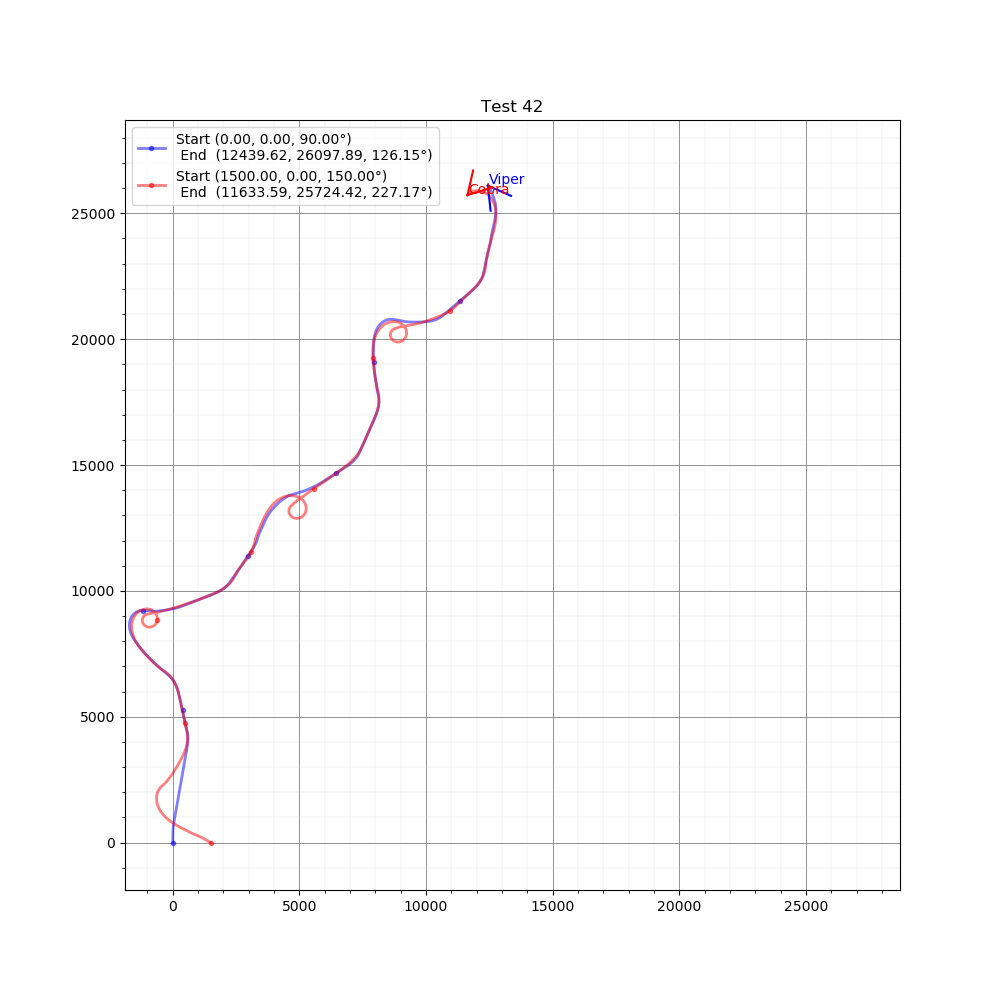 Test 42
Start (0.00, 0.00, 90.00°)
End (12439.62, 26097.89, 126.15°)
Start (1500.00, 0.00, 150.00°)
End (11633.59, 25724.42, 227.17°)
Viper
Cobra
25000
20000
15000
10000
5000
0
0 5000 10000 15000 20000 25000